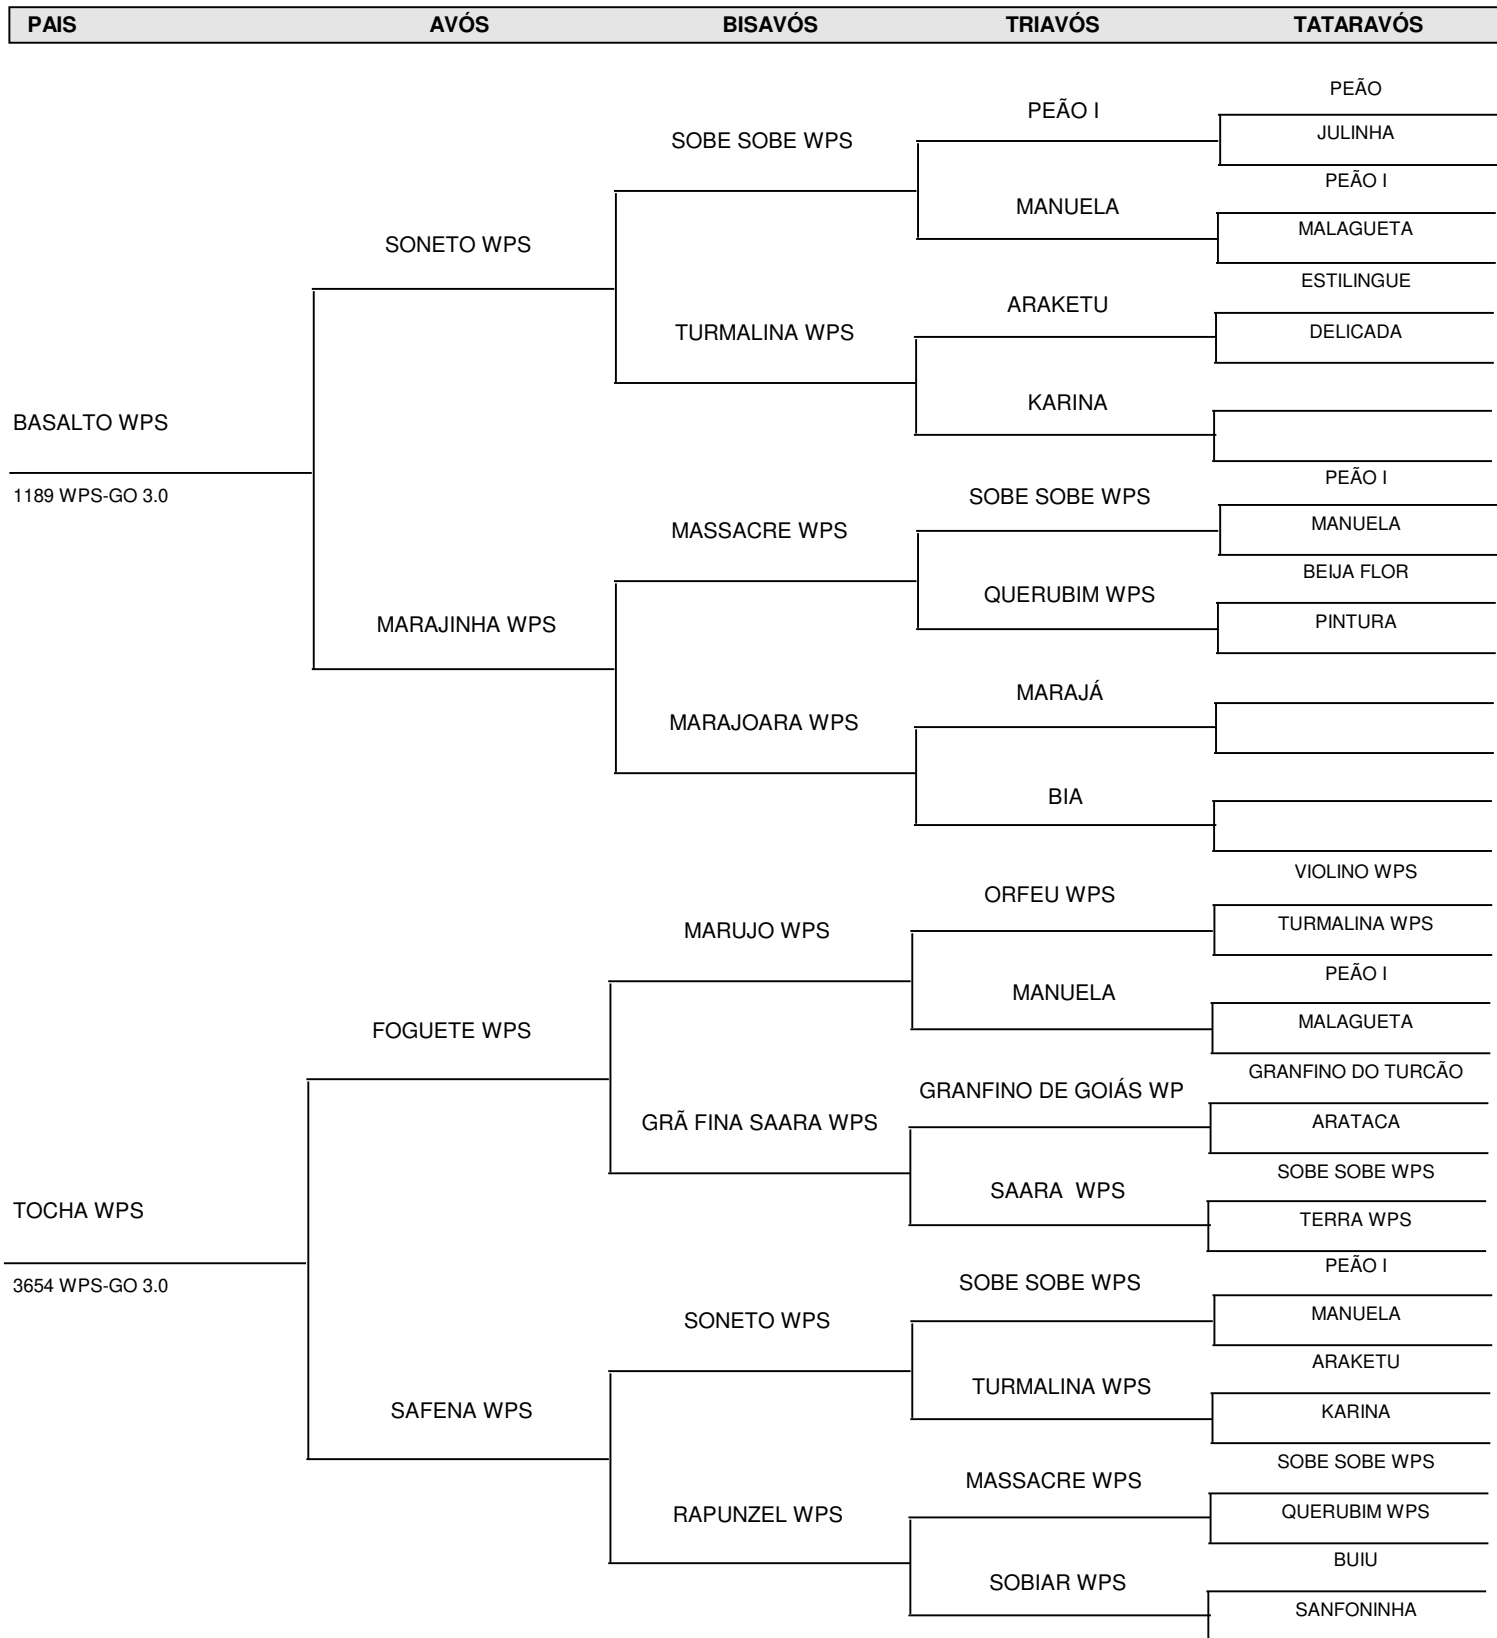 PAIS AVÓS BISAVÓS TRIAVÓS TATARAVÓS
PEÃO
PEÃO I
JULINHA
SOBE SOBE WPS
PEÃO I
MANUELA
MALAGUETA
SONETO WPS
ESTILINGUE
ARAKETU
DELICADA
TURMALINA WPS
KARINA
BASALTO WPS
1189 WPS-GO 3.0
PEÃO I
SOBE SOBE WPS
MANUELA
MASSACRE WPS
BEIJA FLOR
QUERUBIM WPS
PINTURA
MARAJINHA WPS
MARAJÁ
MARAJOARA WPS
BIA
VIOLINO WPS
ORFEU WPS
TURMALINA WPS
MARUJO WPS
PEÃO I
MANUELA
MALAGUETA
FOGUETE WPS
GRANFINO DO TURCÃO
GRANFINO DE GOIÁS WP
ARATACA
GRÃ FINA SAARA WPS
SOBE SOBE WPS
SAARA WPS
TERRA WPS
TOCHA WPS
3654 WPS-GO 3.0
PEÃO I
SOBE SOBE WPS
MANUELA
SONETO WPS
ARAKETU
TURMALINA WPS
KARINA
SAFENA WPS
SOBE SOBE WPS
MASSACRE WPS
QUERUBIM WPS
RAPUNZEL WPS
BUIU
SOBIAR WPS
SANFONINHA